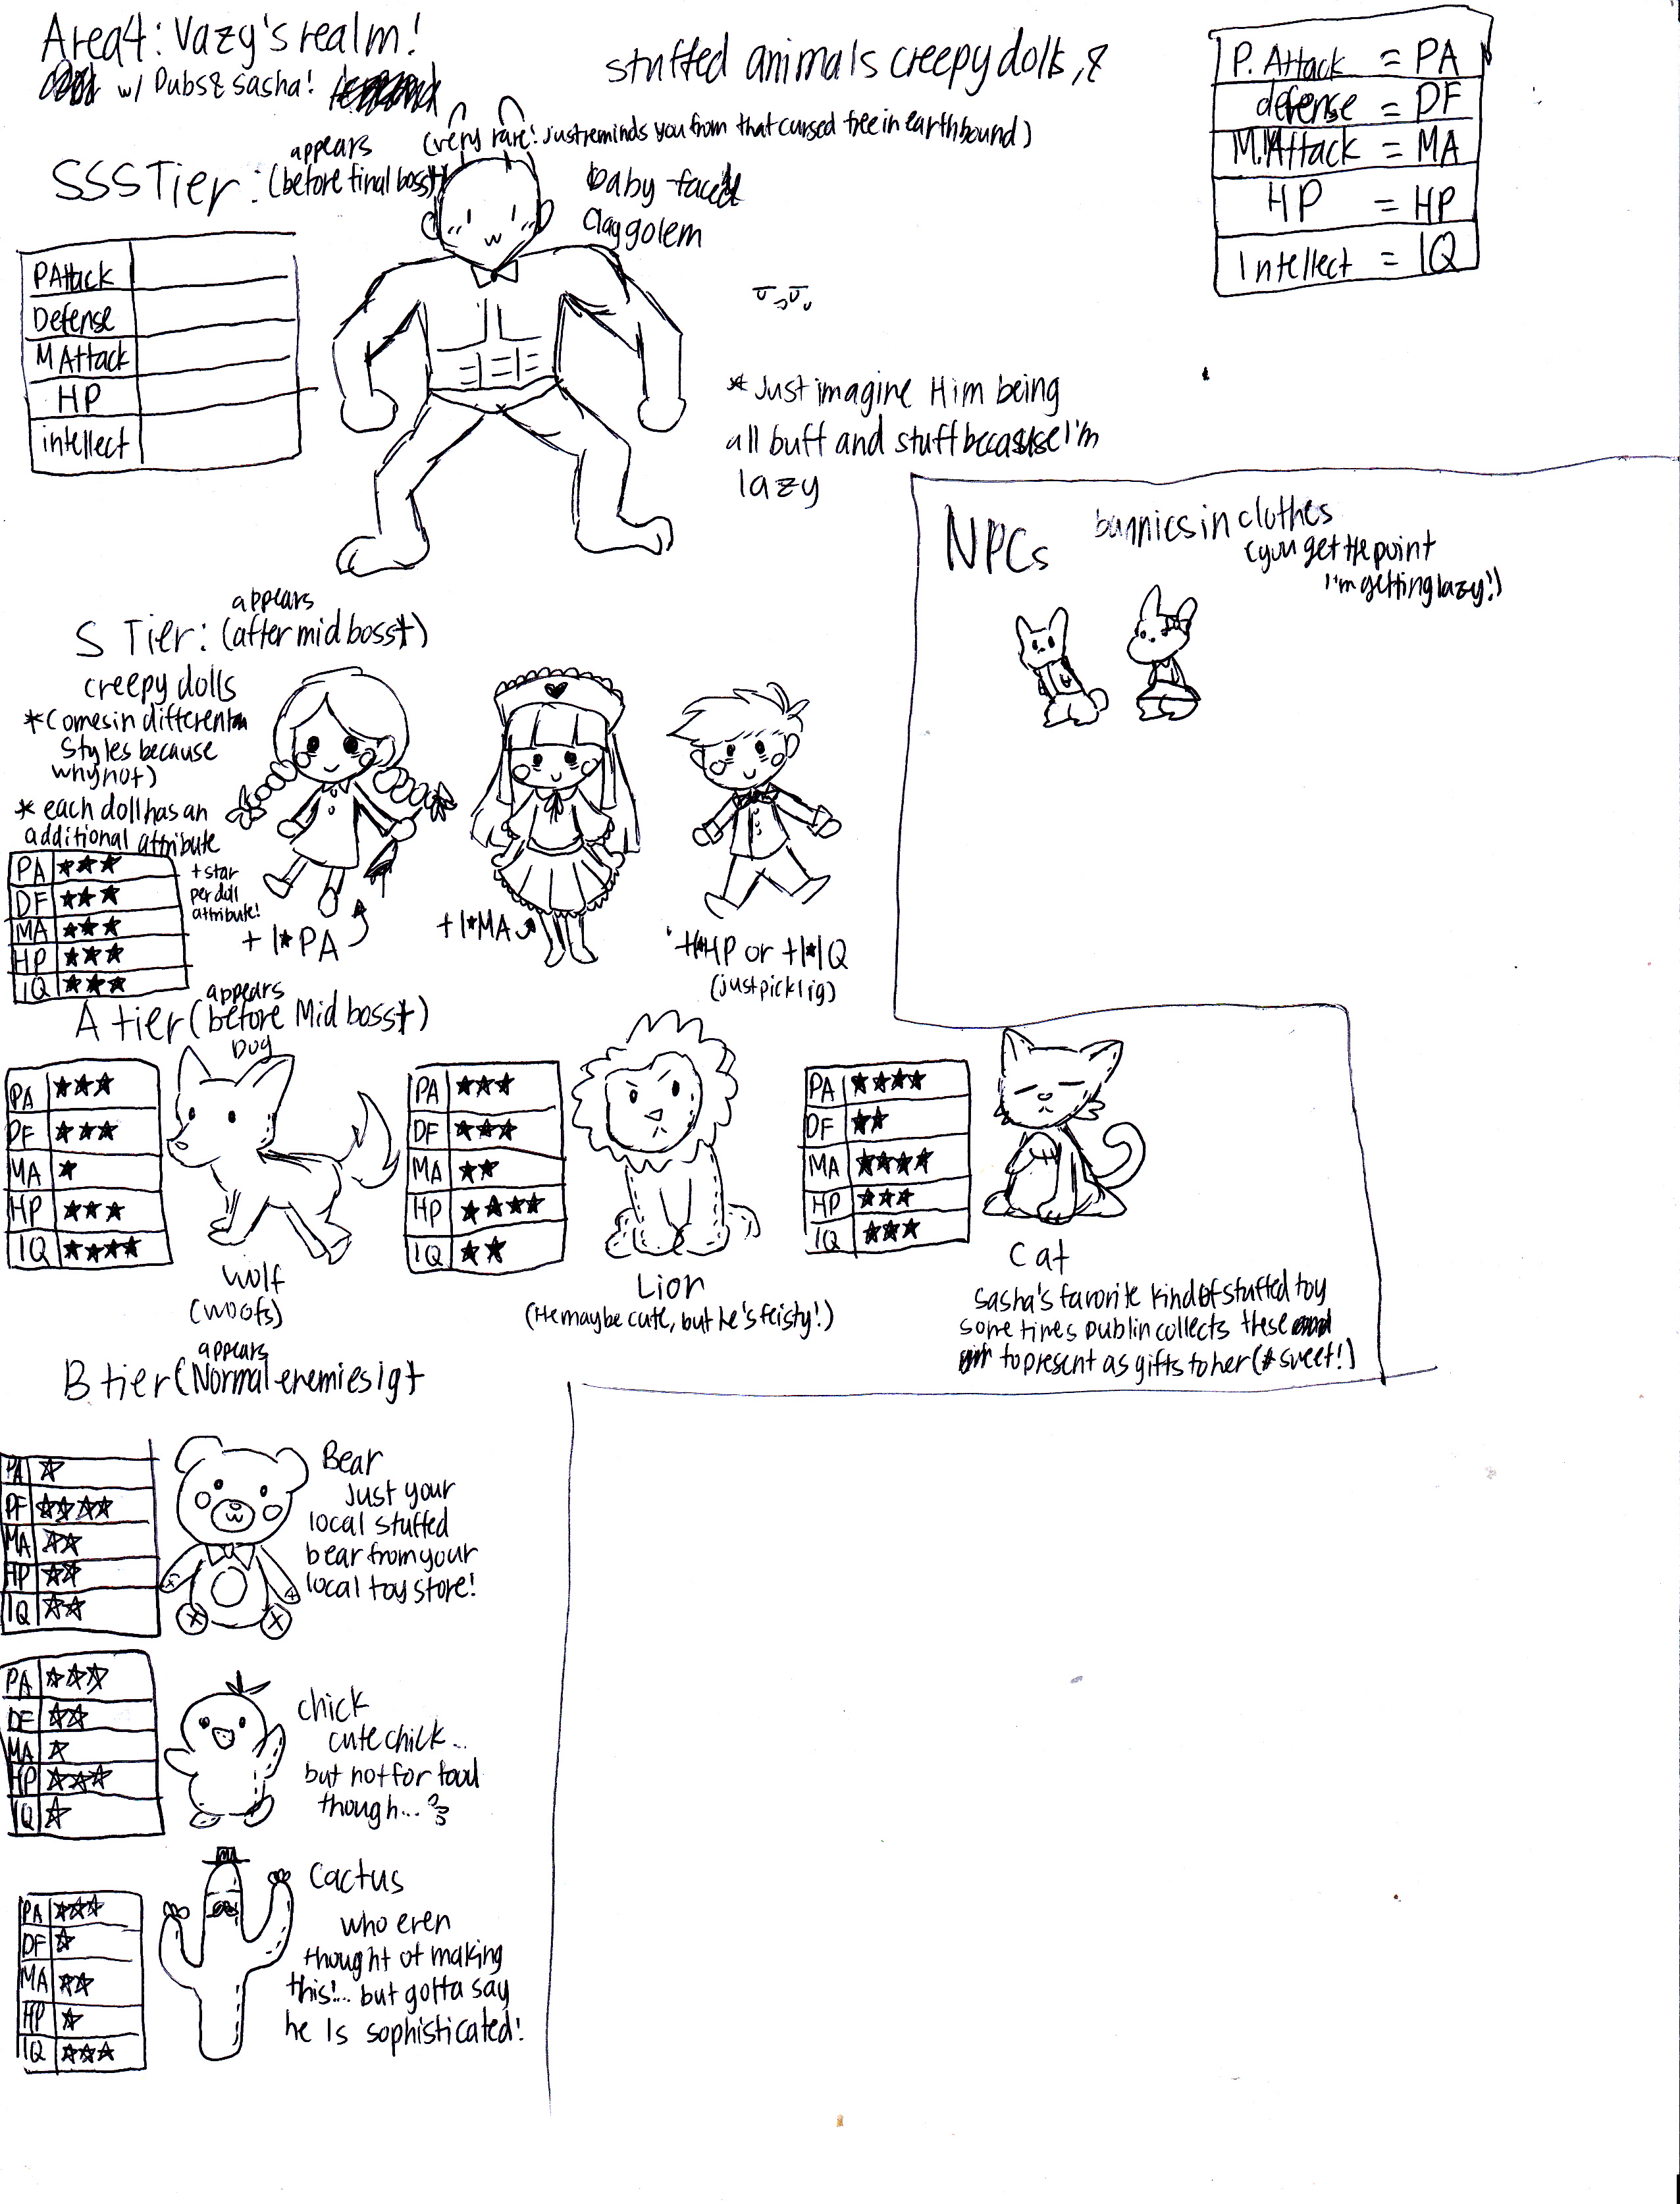 Area4: Vazy's realm!
w/ Dubs & sasha!
stuffed animals creepy dolls, &
P. Attack = PA
defense = DF
M. Attack = MA
HP = HP
Intellect = IQ
(very rare! Just reminds you from that cursed tree in earthbound)
SSS Tier: appears (before final boss)
baby-faced
Clay golem
P Attack
Defense
M Attack
HP
intellect
* Just imagine Him being
all buff and stuff because I'm
lazy
NPCs
bunnies in clothes
(you get the point
I'm getting lazy!)
appears
S Tier: (after mid boss)
creepy dolls
* Comes in different
Styles because
why not)
* each doll has an
additional attribute
+ star
per doll
attribute!
PA ★★★
DF ★★★
MA ★★★
HP ★★★
IQ ★★★
+1★PA
+1★MA
+1★HP or +1★IQ
(just pick lig)
appears
A tier (before Mid boss)
Dog
PA ★★★
DF ★★★
MA ★
HP ★★★
IQ ★★★★
Wolf
(woofs)
PA ★★★
DF ★★★
MA ★★
HP ★★★★
IQ ★★
Lion
(He maybe cute, but he's feisty!)
PA ★★★★
DF ★★
MA ★★★★
HP ★★★
IQ ★★★
Cat
Sasha's favorite kind of stuffed toy
some times Dublin collects these
to present as gifts to her (# sweet!)
appears
B tier (Normal enemies ig)
PA ★
DF ★★★★
MA ★★
HP ★★
IQ ★★
Bear
Just your
local stuffed
bear from your
local toy store!
PA ★★★
DF ★★
MA ★
HP ★★★
IQ ★
chick
cute chick...
but not for food
though...
PA ★★★
DF ★
MA ★★
HP ★
IQ ★★★
Cactus
who even
thought of making
this!... but gotta say
he Is sophisticated!